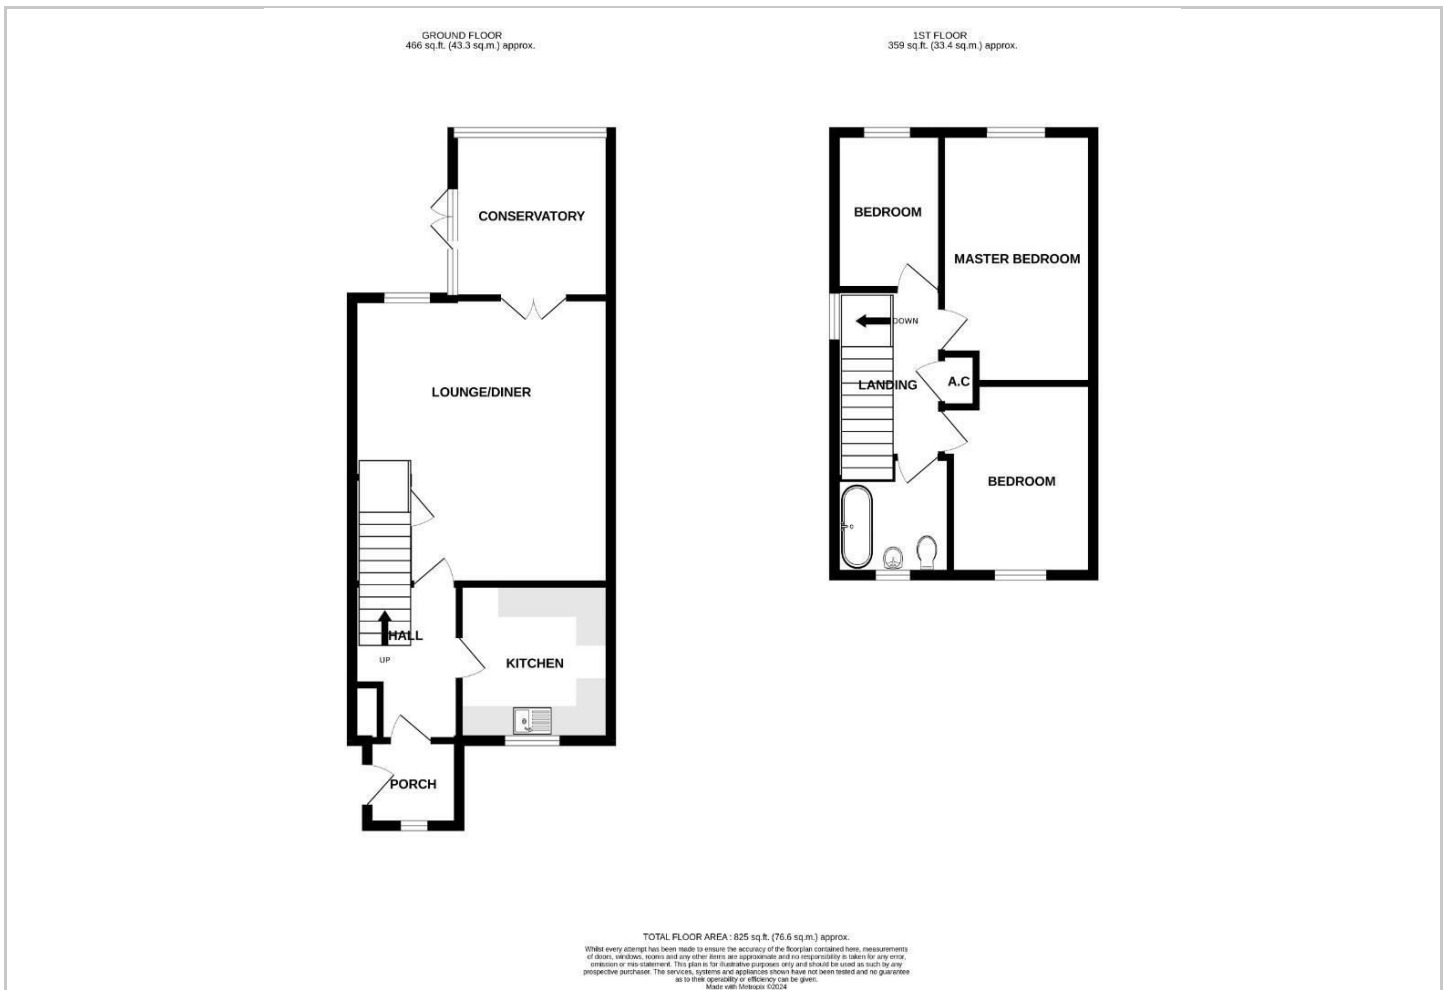 GROUND FLOOR
466 sq.ft. (43.3 sq.m.) approx.
1ST FLOOR
359 sq.ft. (33.4 sq.m.) approx.
CONSERVATORY
LOUNGE/DINER
HALL
UP
KITCHEN
PORCH
BEDROOM
MASTER BEDROOM
DOWN
LANDING
A.C
BEDROOM
TOTAL FLOOR AREA : 825 sq.ft. (76.6 sq.m.) approx.
Whilst every attempt has been made to ensure the accuracy of the floorplan contained here, measurements
of doors, windows, rooms and any other items are approximate and no responsibility is taken for any error,
omission or mis-statement. This plan is for illustrative purposes only and should be used as such by any
prospective purchaser. The services, systems and appliances shown have not been tested and no guarantee
as to their operability or efficiency can be given.
Made with Metropix ©2024